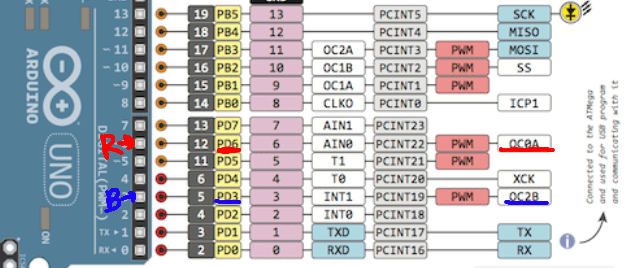 13 19 PB5 13 PCINT5 SCK
12 18 PB4 12 PCINT4 MISO
~11 17 PB3 11 OC2A PCINT3 PWM MOSI
~10 16 PB2 10 OC1B PCINT2 PWM SS
~9 15 PB1 9 OC1A PCINT1 PWM
8 14 PB0 8 CLKO PCINT0 ICP1
7 13 PD7 7 AIN1 PCINT23
R 12 PD6 6 AIN0 PCINT22 PWM OC0A
~5 11 PD5 5 T1 PCINT21 PWM
4 6 PD4 4 T0 PCINT20 XCK
B 5 PD3 3 INT1 PCINT19 PWM OC2B
2 4 PD2 2 INT0 PCINT18
TX 1 3 PD1 1 TXD PCINT17 TX
RX 0 2 PD0 0 RXD PCINT16 RX
ARDUINO
UNO
ON
Connected to the ATMega
and used for USB program
and communicating with it
i